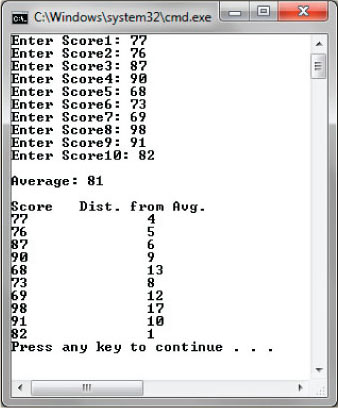 C:\Windows\system32\cmd.exe
Enter Score1: 77
Enter Score2: 76
Enter Score3: 87
Enter Score4: 90
Enter Score5: 68
Enter Score6: 73
Enter Score7: 69
Enter Score8: 98
Enter Score9: 91
Enter Score10: 82
Average: 81
Score Dist. from Avg.
77 4
76 5
87 6
90 9
68 13
73 8
69 12
98 17
91 10
82 1
Press any key to continue . . .